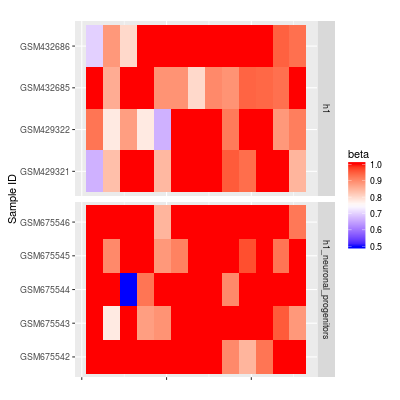 Sample ID
GSM432686
GSM432685
GSM429322
GSM429321
h1
GSM675546
GSM675545
GSM675544
GSM675543
GSM675542
h1_neuronal_progenitors
beta
1.0
0.9
0.8
0.7
0.6
0.5